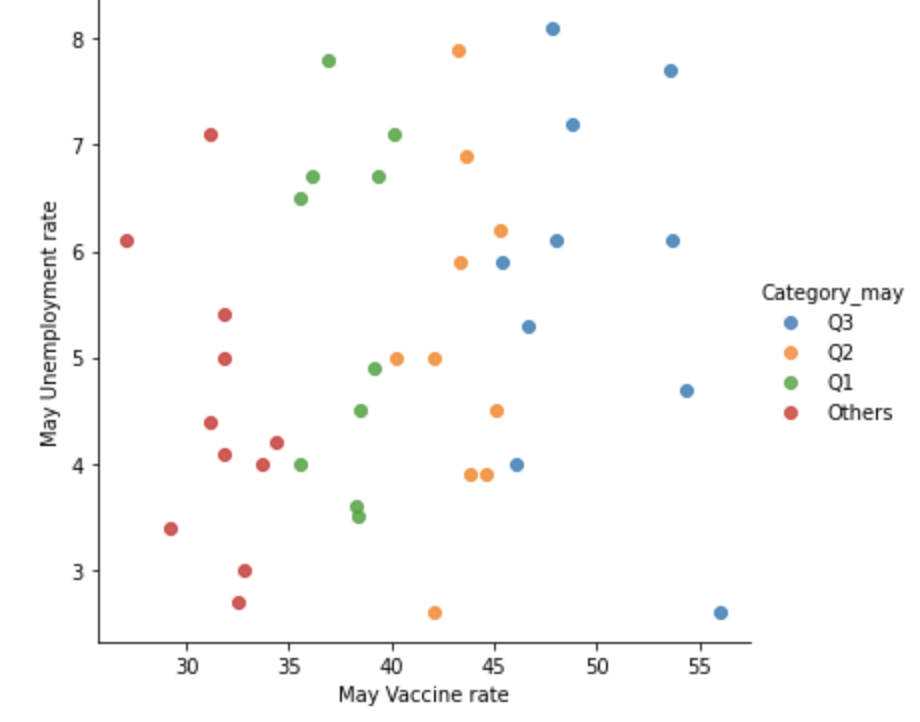 8
7
6
5
4
3
May Unemployment rate
30 35 40 45 50 55
May Vaccine rate
Category_may
Q3
Q2
Q1
Others